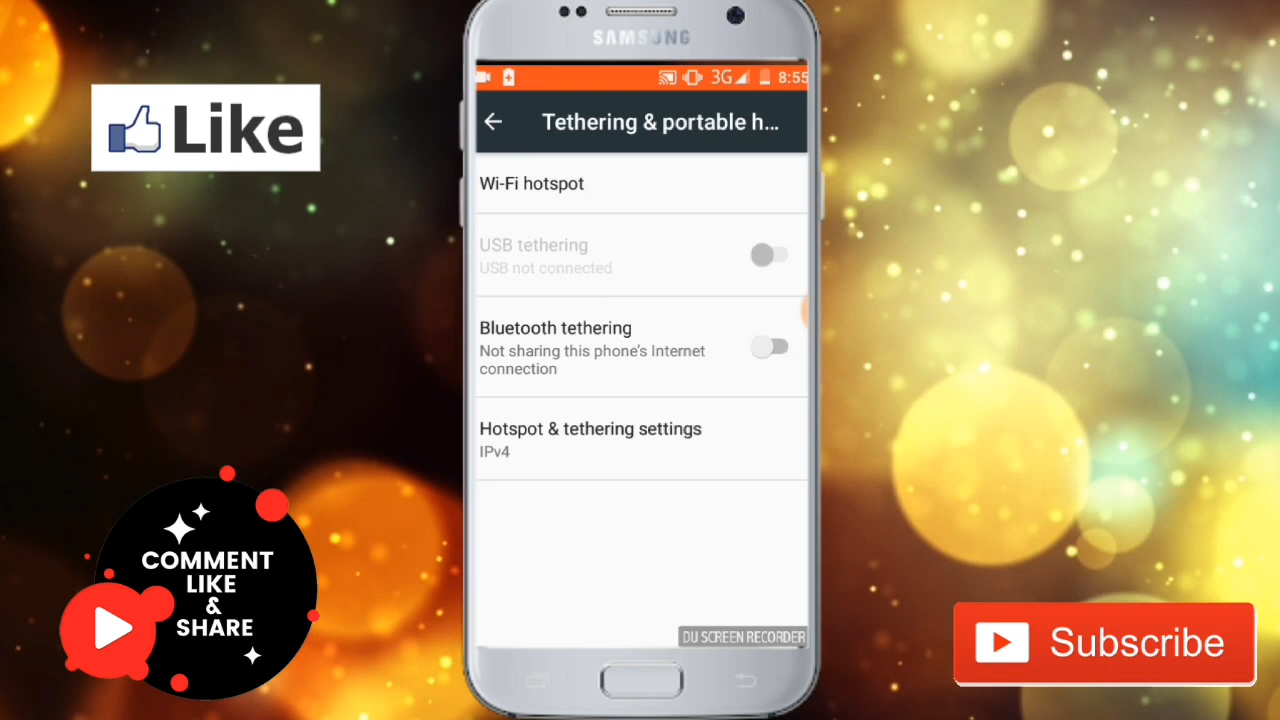 Like
SAMSUNG
3G 8:55
Tethering & portable h...
Wi-Fi hotspot
USB tethering
USB not connected
Bluetooth tethering
Not sharing this phone's Internet
connection
Hotspot & tethering settings
IPv4
DU SCREEN RECORDER
COMMENT
LIKE
&
SHARE
Subscribe